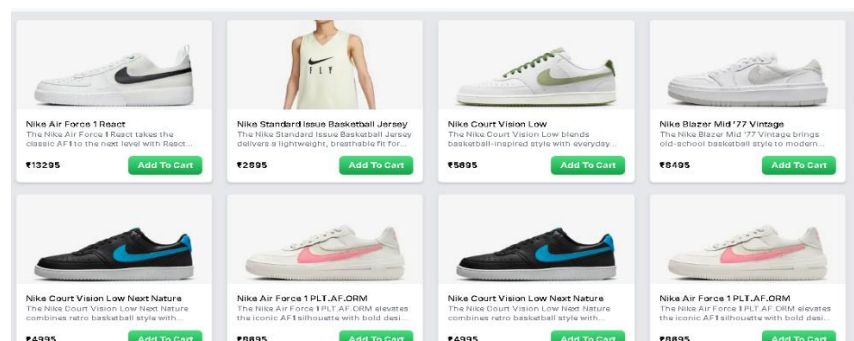 FLY
Nike Air Force 1 React
The Nike Air Force 1 React takes the
classic AF1 to the next level with React...
₹13295
Add To Cart
Nike Standard Issue Basketball Jersey
The Nike Standard Issue Basketball Jersey
delivers a lightweight, breathable fit for...
₹2895
Add To Cart
Nike Court Vision Low
The Nike Court Vision Low blends
basketball-inspired style with everyday...
₹5695
Add To Cart
Nike Blazer Mid '77 Vintage
The Nike Blazer Mid '77 Vintage brings
old-school basketball style to modern...
₹8495
Add To Cart
Nike Court Vision Low Next Nature
The Nike Court Vision Low Next Nature
combines retro basketball style with...
₹4995
Add To Cart
Nike Air Force 1 PLT.AF.ORM
The Nike Air Force 1 PLT.AF.ORM elevates
the iconic AF1 silhouette with bold desi...
₹8695
Add To Cart
Nike Court Vision Low Next Nature
The Nike Court Vision Low Next Nature
combines retro basketball style with...
₹4995
Add To Cart
Nike Air Force 1 PLT.AF.ORM
The Nike Air Force 1 PLT.AF.ORM elevates
the iconic AF1 silhouette with bold desi...
₹8695
Add To Cart